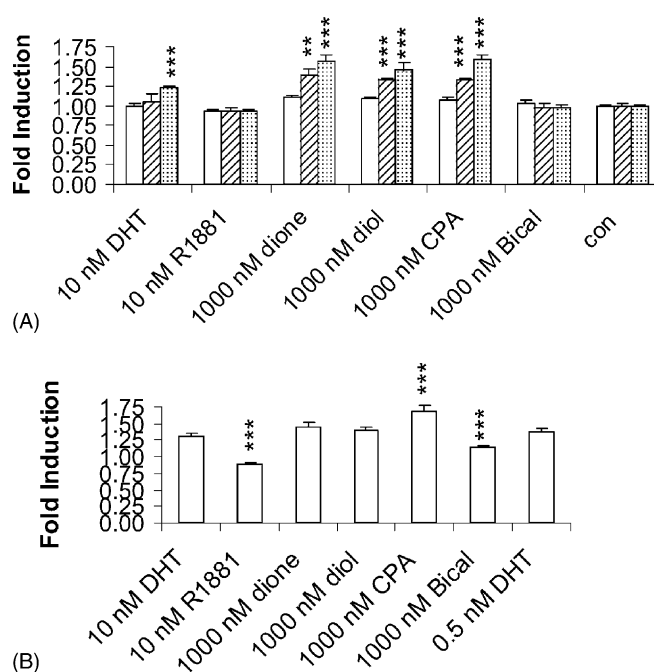 Fold Induction
1.75
1.50
1.25
1.00
0.75
0.50
0.25
0.00
***
**
***
***
***
***
***
10 nM DHT
10 nM R1881
1000 nM dione
1000 nM diol
1000 nM CPA
1000 nM Bical
con
(A)
Fold Induction
1.75
1.50
1.25
1.00
0.75
0.50
0.25
0.00
***
***
***
10 nM DHT
10 nM R1881
1000 nM dione
1000 nM diol
1000 nM CPA
1000 nM Bical
0.5 nM DHT
(B)